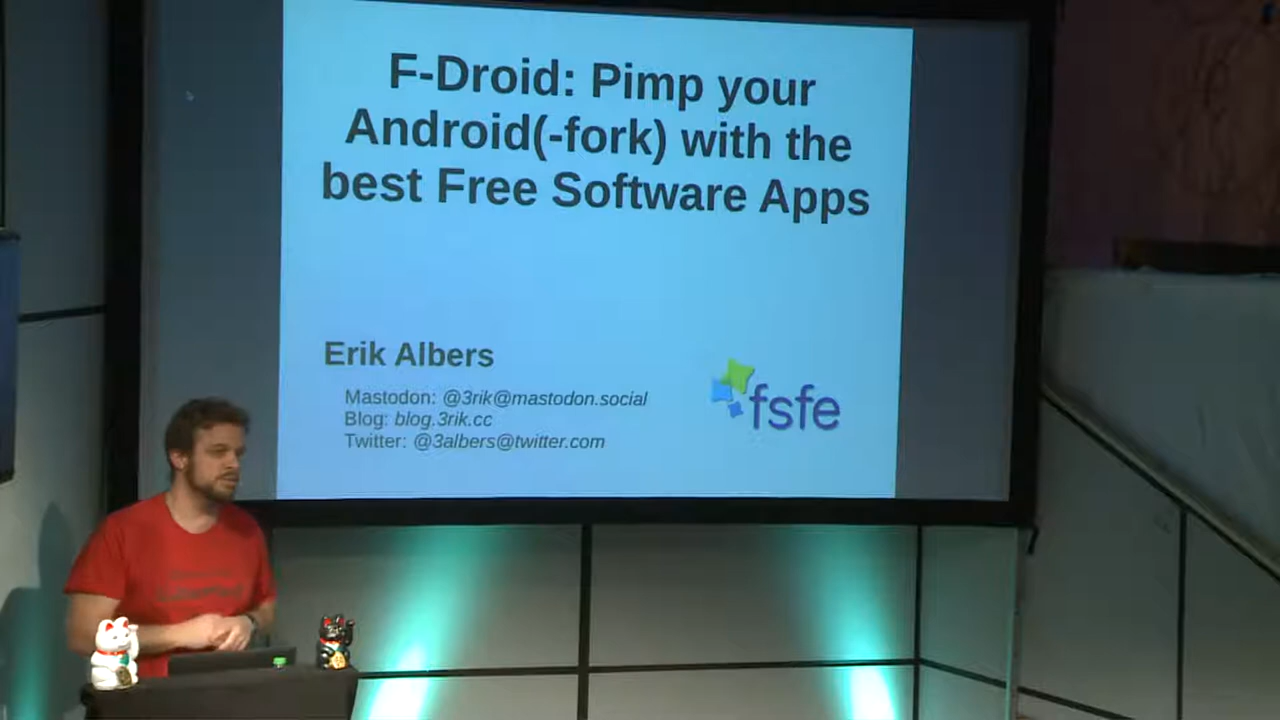 F-Droid: Pimp your
Android(-fork) with the
best Free Software Apps
Erik Albers
Mastodon: @3rik@mastodon.social
Blog: blog.3rik.cc
Twitter: @3albers@twitter.com
fsfe